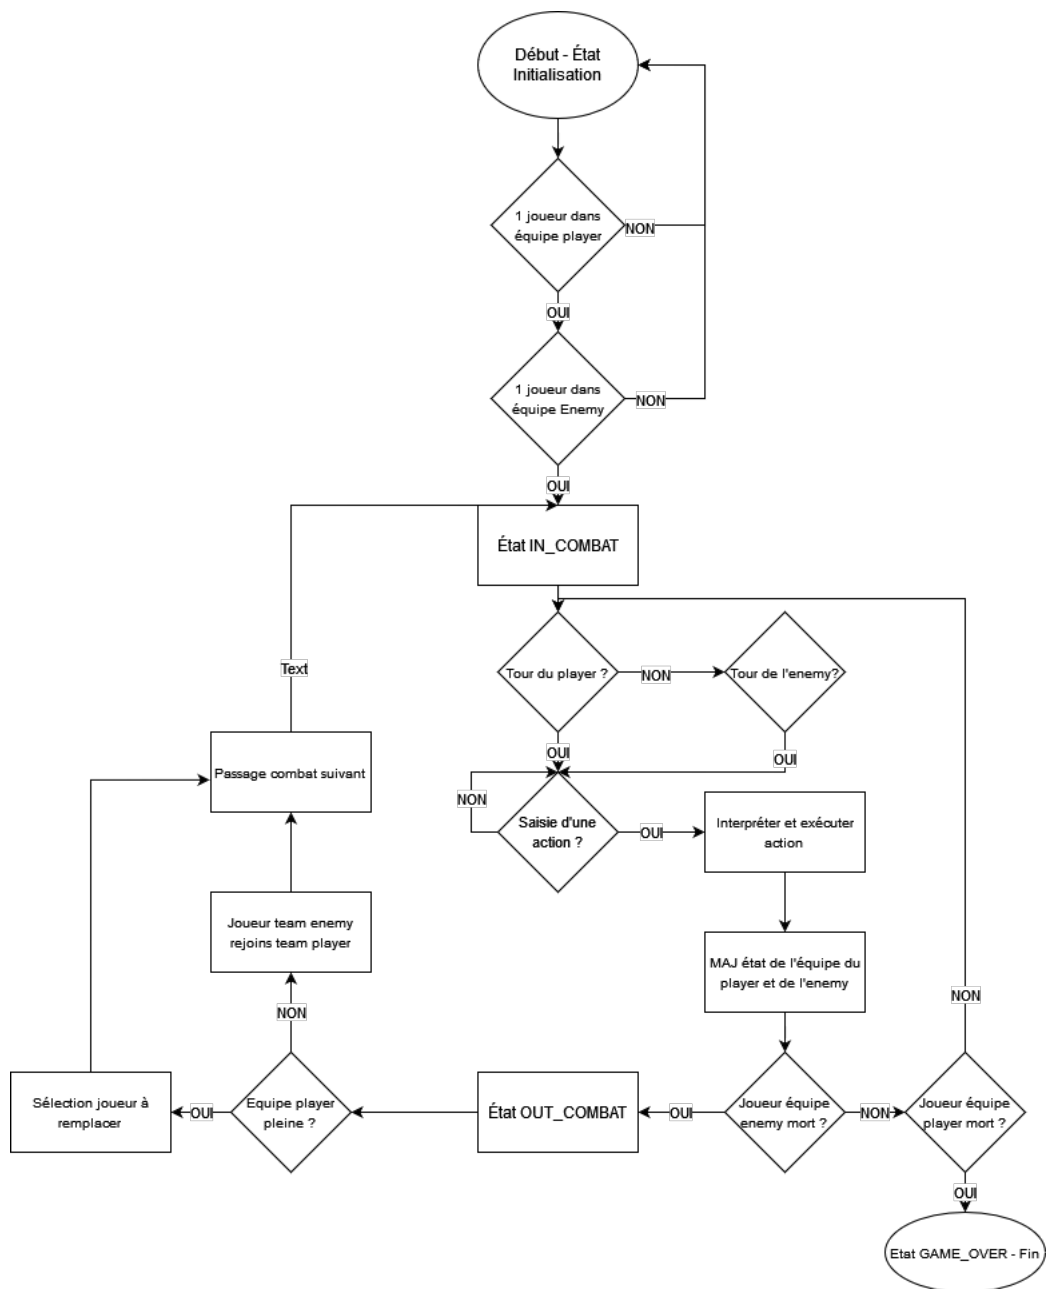 Début - État
Initialisation
1 joueur dans
équipe player
NON
OUI
1 joueur dans
équipe Enemy
NON
OUI
État IN_COMBAT
Text
Tour du player ?
NON
Tour de l'enemy?
OUI
OUI
Passage combat suivant
NON
Saisie d'une
action ?
OUI
Interpréter et exécuter
action
Joueur team enemy
rejoins team player
MAJ état de l'équipe du
player et de l'enemy
NON
NON
Sélection joueur à
remplacer
OUI
Equipe player
pleine ?
État OUT_COMBAT
OUI
Joueur équipe
enemy mort ?
NON
Joueur équipe
player mort ?
OUI
Etat GAME_OVER - Fin